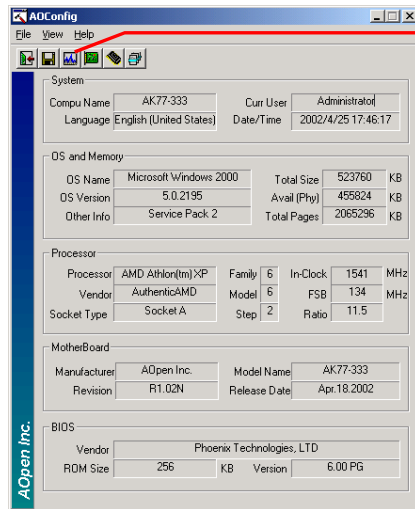 AOConfig
File View Help
System
Compu Name AK77-333 Curr User Administrator
Language English (United States) Date/Time 2002/4/25 17:46:17
OS and Memory
OS Name Microsoft Windows 2000 Total Size 523760 KB
OS Version 5.0.2195 Avail (Phy) 455824 KB
Other Info Service Pack 2 Total Pages 2065296 KB
Processor
Processor AMD Athlon(tm) XP Family 6 In-Clock 1541 MHz
Vendor AuthenticAMD Model 6 FSB 134 MHz
Socket Type Socket A Step 2 Ratio 11.5
MotherBoard
Manufacturer AOpen Inc. Model Name AK77-333
Revision R1.02N Release Date Apr.18.2002
BIOS
Vendor Phoenix Technologies, LTD
ROM Size 256 KB Version 6.00 PG
AOpen Inc.